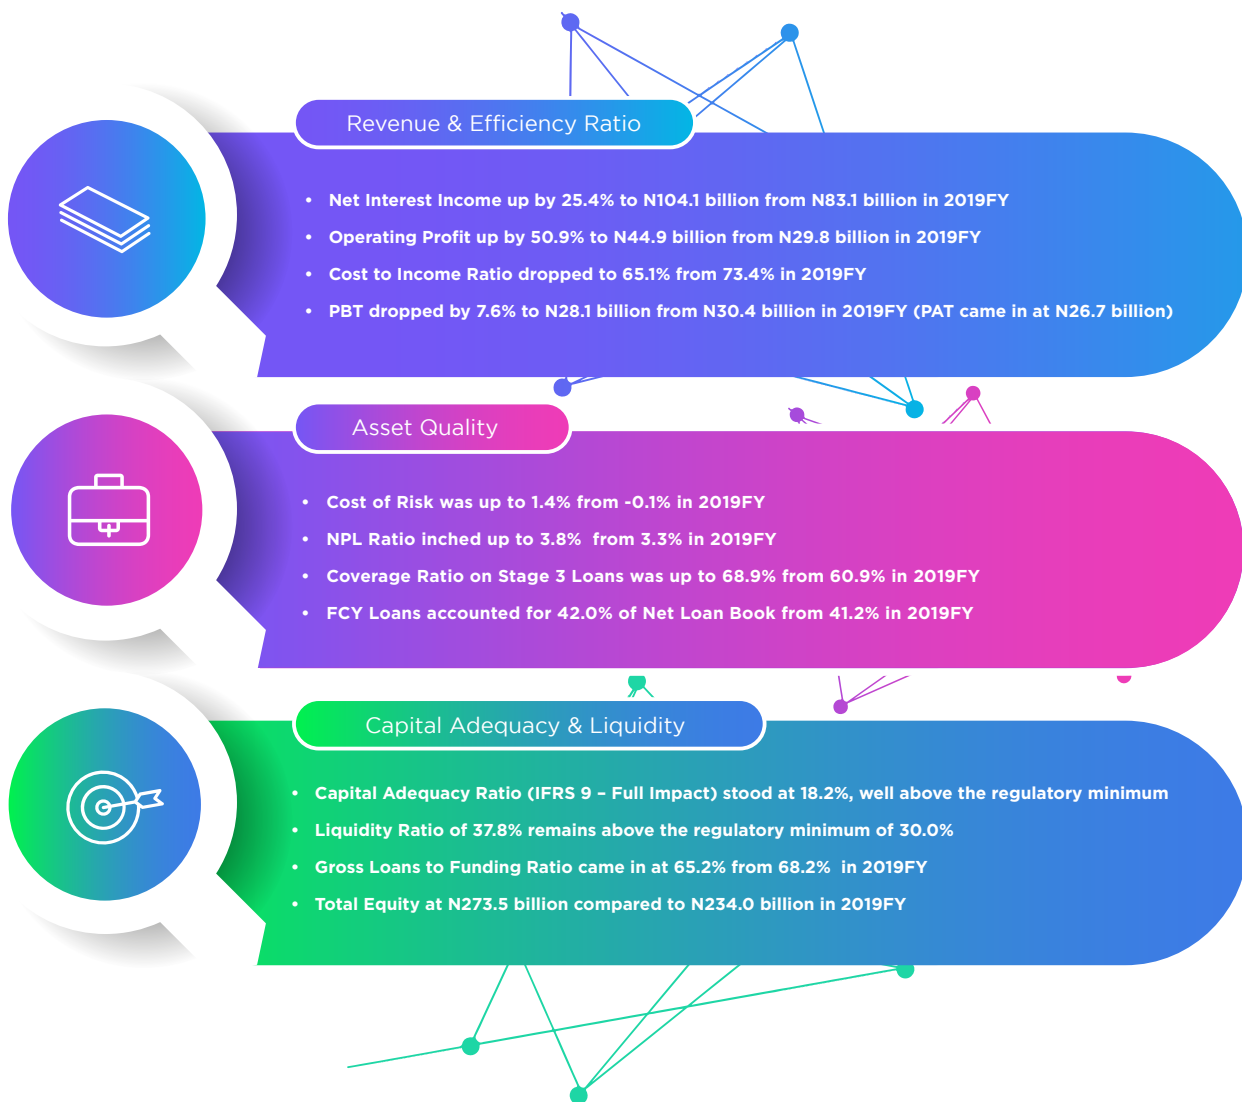 Revenue & Efficiency Ratio
• Net Interest Income up by 25.4% to N104.1 billion from N83.1 billion in 2019FY
• Operating Profit up by 50.9% to N44.9 billion from N29.8 billion in 2019FY
• Cost to Income Ratio dropped to 65.1% from 73.4% in 2019FY
• PBT dropped by 7.6% to N28.1 billion from N30.4 billion in 2019FY (PAT came in at N26.7 billion)
Asset Quality
• Cost of Risk was up to 1.4% from -0.1% in 2019FY
• NPL Ratio inched up to 3.8% from 3.3% in 2019FY
• Coverage Ratio on Stage 3 Loans was up to 68.9% from 60.9% in 2019FY
• FCY Loans accounted for 42.0% of Net Loan Book from 41.2% in 2019FY
Capital Adequacy & Liquidity
• Capital Adequacy Ratio (IFRS 9 – Full Impact) stood at 18.2%, well above the regulatory minimum
• Liquidity Ratio of 37.8% remains above the regulatory minimum of 30.0%
• Gross Loans to Funding Ratio came in at 65.2% from 68.2% in 2019FY
• Total Equity at N273.5 billion compared to N234.0 billion in 2019FY